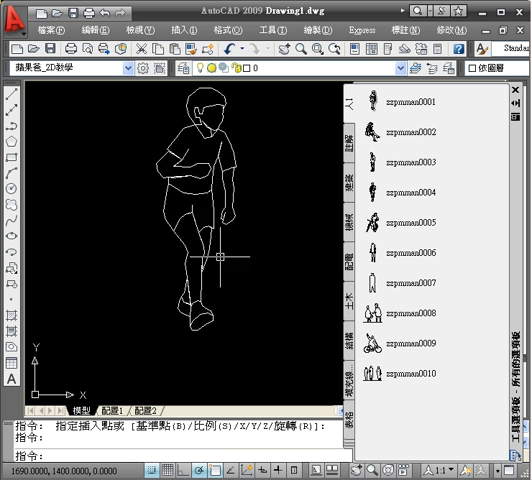 AutoCAD 2009 Drawing1.dwg
檔案(F) 編輯(E) 檢視(V) 插入(I) 格式(O) 工具(T) 繪製(D) Express 標註(N) 修改(M)
Standa
蘋果爸_2D教學 0 依圖層
人
註解
建築
機械
配電
土木
結構
填充線...
表格
zzpmman0001
zzpmman0002
zzpmman0003
zzpmman0004
zzpmman0005
zzpmman0006
zzpmman0007
zzpmman0008
zzpmman0009
zzpmman0010
工具選項板 - 所有的選項板
Y
X
A
模型 配置1 配置2
指令: 指定插入點或 [基準點(B)/比例(S)/X/Y/Z/旋轉(R)]:
指令:
指令:
1690.0000, 1400.0000, 0.0000 1:1